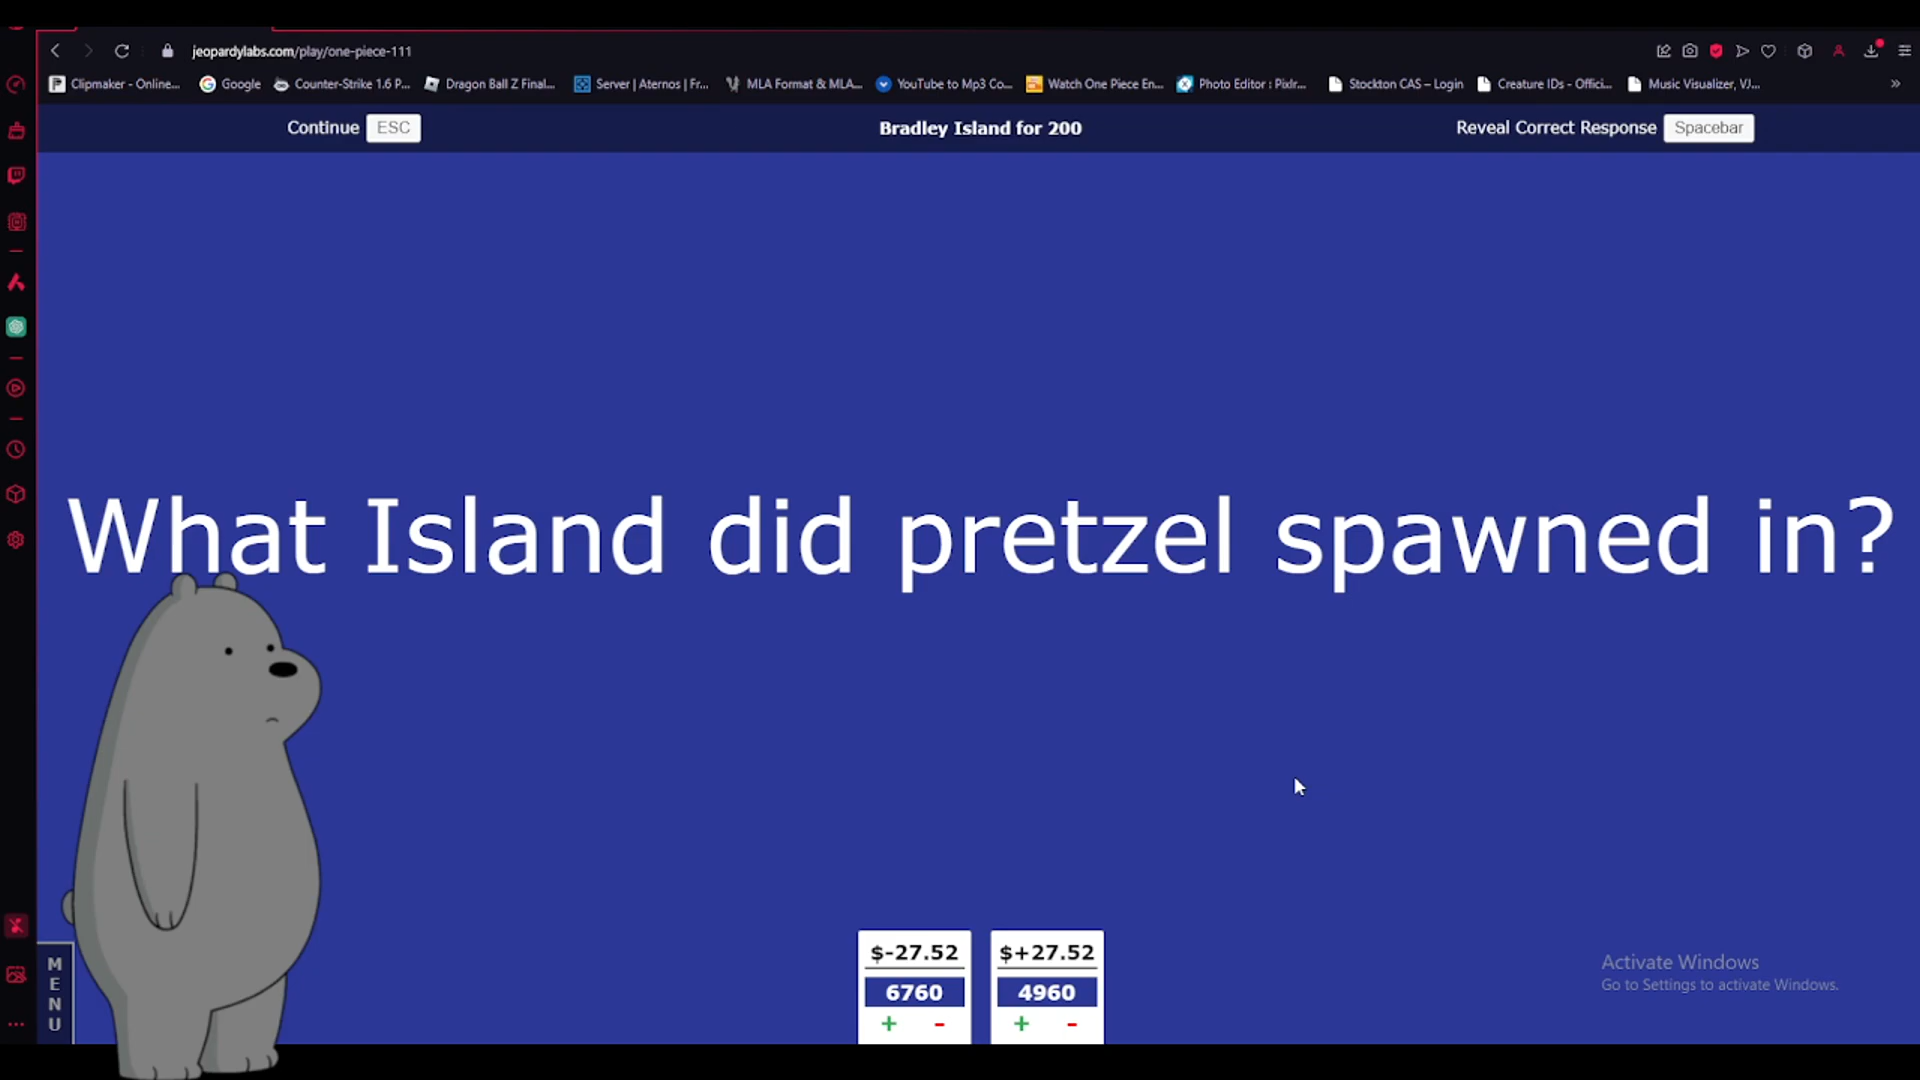 jeopardylabs.com/play/one-piece-111
Clipmaker - Online... Google Counter-Strike 1.6 P... Dragon Ball Z Final... Server | Aternos | Fr... MLA Format & MLA... YouTube to Mp3 Co... Watch One Piece En... Photo Editor : Pixlr... Stockton CAS – Login Creature IDs - Offici... Music Visualizer, VJ...
Continue ESC Bradley Island for 200 Reveal Correct Response Spacebar
What Island did pretzel spawned in?
$-27.52 $+27.52
6760 4960
+ - + -
MENU
Activate Windows
Go to Settings to activate Windows.